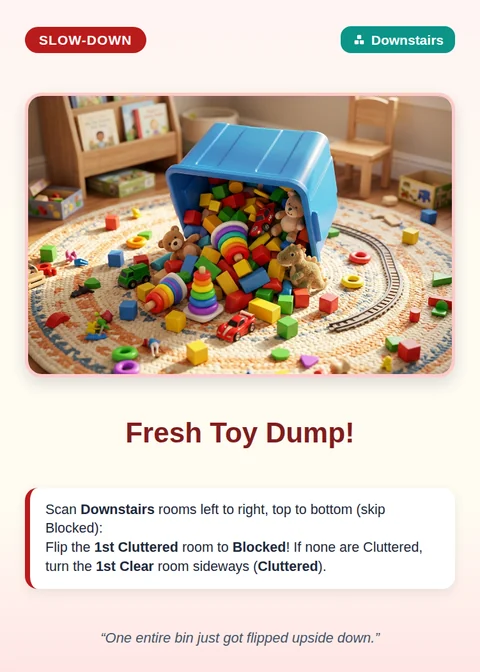 SLOW-DOWN
Downstairs
Fresh Toy Dump!
Scan Downstairs rooms left to right, top to bottom (skip
Blocked):
Flip the 1st Cluttered room to Blocked! If none are Cluttered,
turn the 1st Clear room sideways (Cluttered).
“One entire bin just got flipped upside down.”